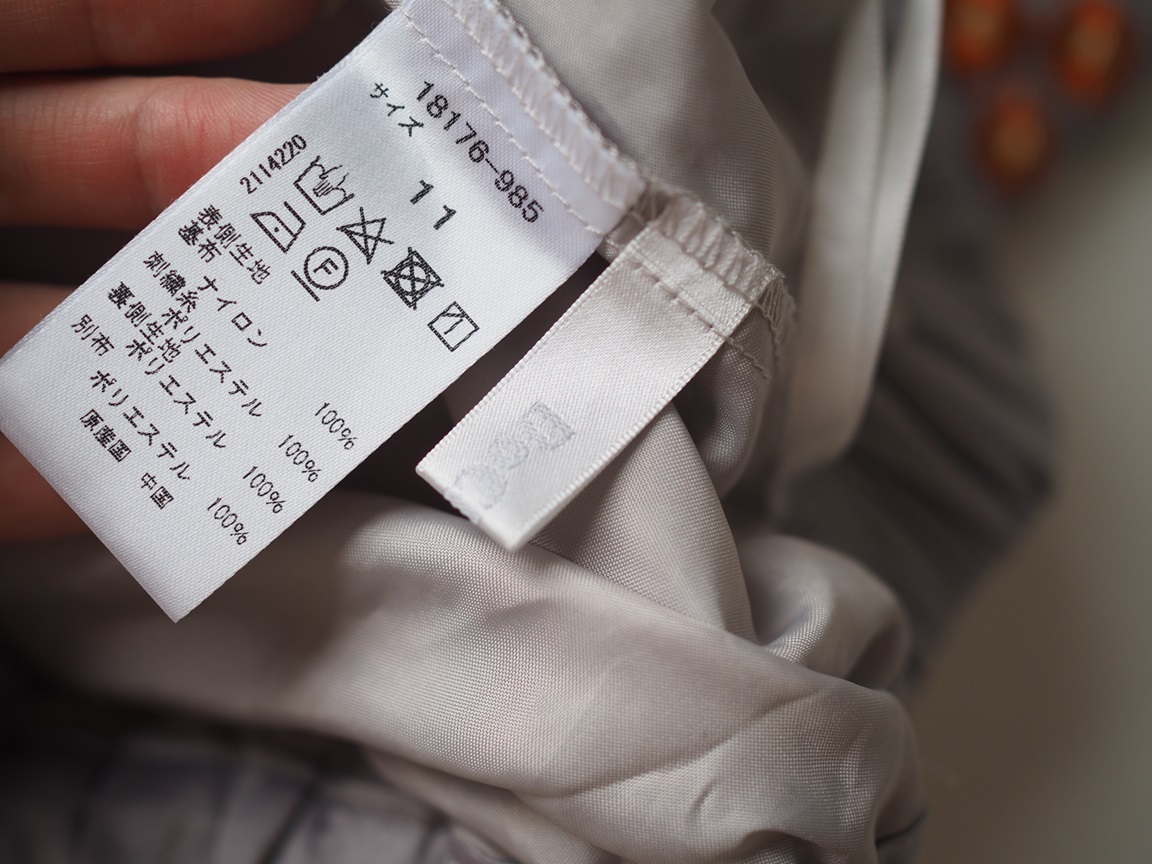 18176-985
サイズ 11
2114220
F
表側生地
基布 ナイロン 100%
刺繍糸 ポリエステル 100%
裏側生地 ポリエステル 100%
別布 ポリエステル 100%
原産国 中国